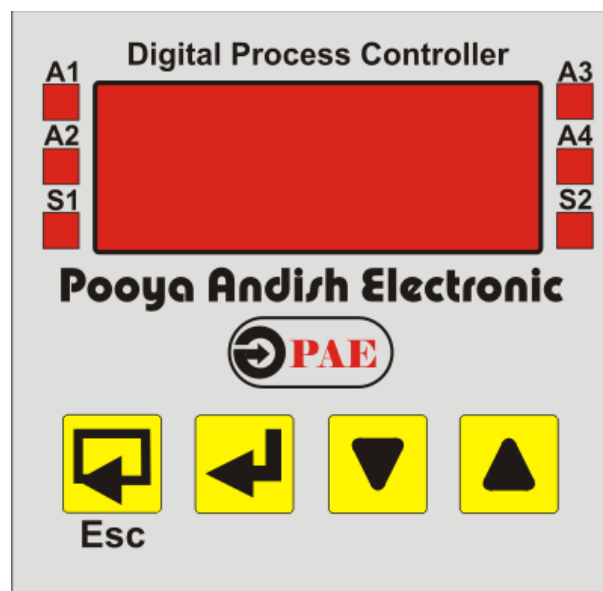 Digital Process Controller
A1
A3
A2
A4
S1
S2
Pooya Andish Electronic
PAE
Esc